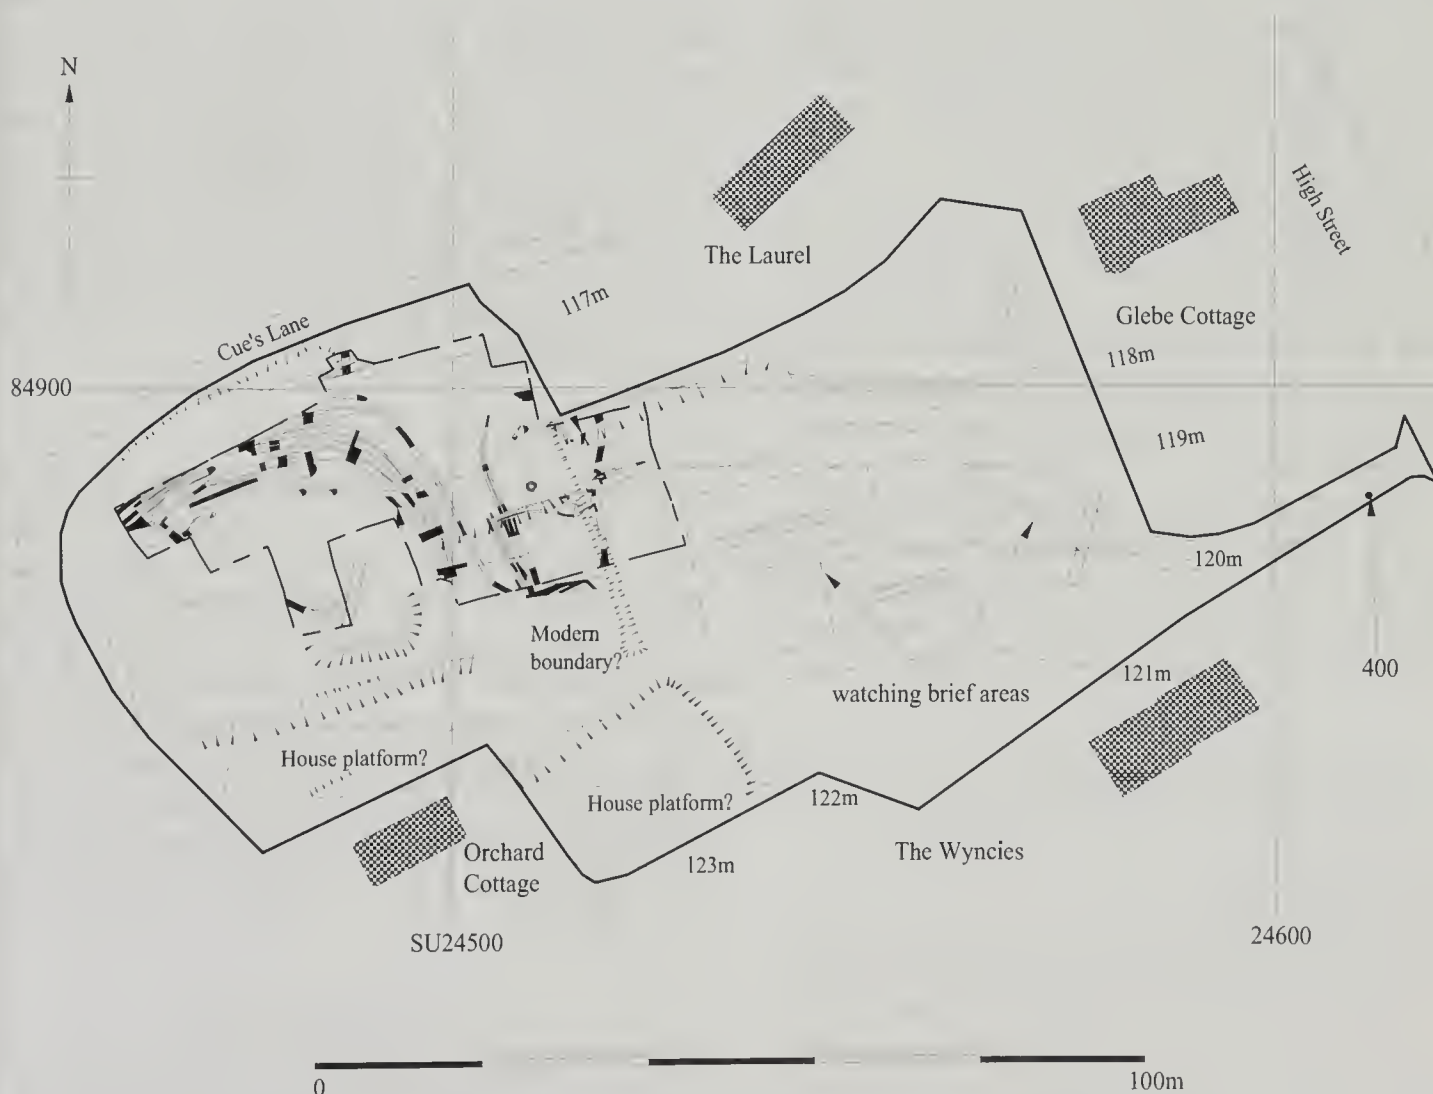 N
High Street
The Laurel
117m
Glebe Cottage
Cue's Lane
118m
84900
119m
120m
Modern
boundary?
121m
400
watching brief areas
House platform?
House platform?
122m
Orchard
Cottage
The Wyncies
123m
SU24500
24600
0
100m